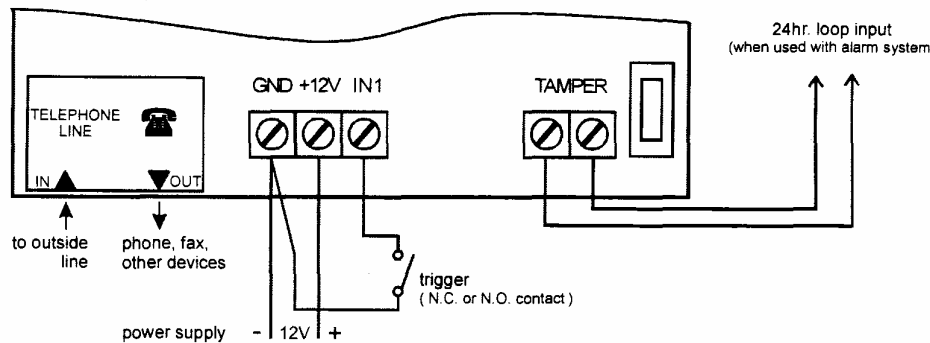 24hr. loop input
(when used with alarm system
GND +12V IN1
TAMPER
TELEPHONE
LINE
IN
OUT
to outside
line
phone, fax,
other devices
trigger
( N.C. or N.O. contact )
power supply - 12V +